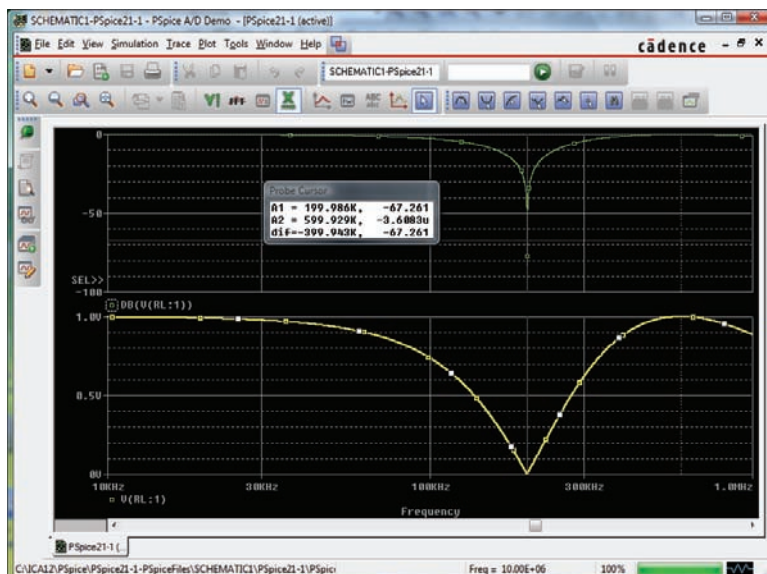 SCHEMATIC1-PSpice21-1 - PSpice A/D Demo - [PSpice21-1 (active)]
File Edit View Simulation Trace Plot Tools Window Help
cādence
SCHEMATIC1-PSpice21-1
0
Probe Cursor
A1 = 199.986K, -67.261
A2 = 599.929K, -3.6083u
dif=-399.943K, -67.261
-50
SEL>>
-100
DB(V(RL:1))
1.0V
0.5V
0V
10KHz 30KHz 100KHz 300KHz 1.0MHz
V(RL:1)
Frequency
PSpice21-1 (...
C:\ICA12\PSpice\PSpice21-1-PSpiceFiles\SCHEMATIC1\PSpice21-1\PSpic Freq = 10.00E+06 100%